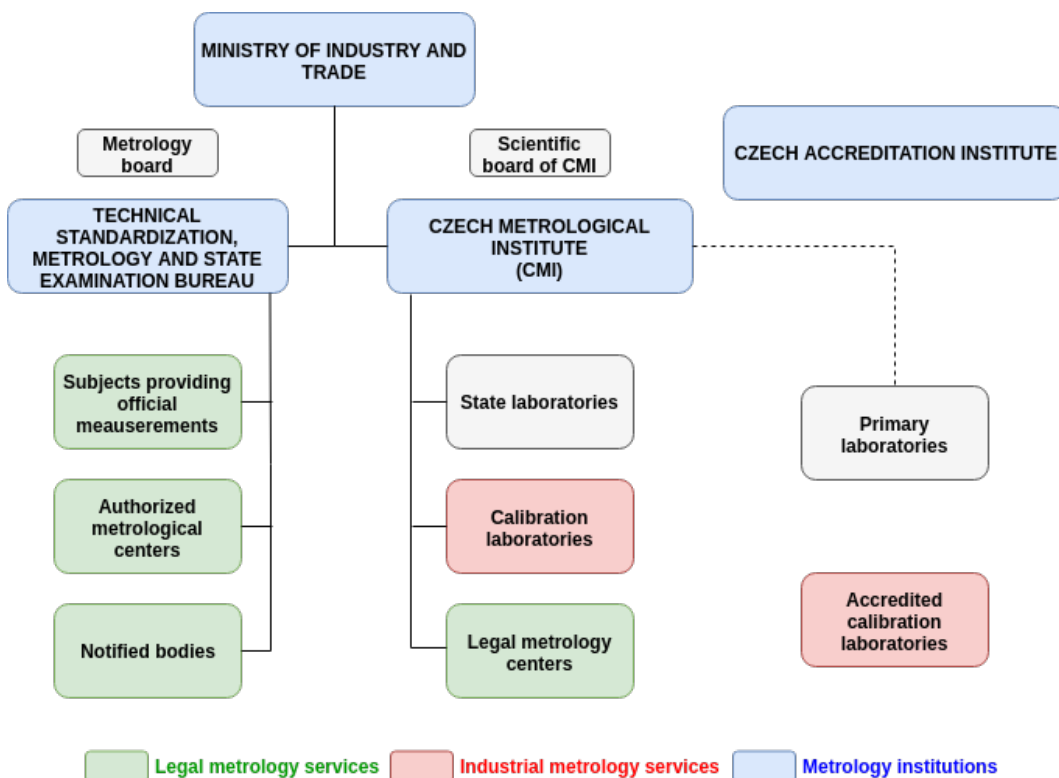 MINISTRY OF INDUSTRY AND
TRADE
Metrology
board
Scientific
board of CMI
CZECH ACCREDITATION INSTITUTE
TECHNICAL
STANDARDIZATION,
METROLOGY AND STATE
EXAMINATION BUREAU
CZECH METROLOGICAL
INSTITUTE
(CMI)
Subjects providing
official
meauserements
State laboratories
Primary
laboratories
Authorized
metrological
centers
Calibration
laboratories
Accredited
calibration
laboratories
Notified bodies
Legal metrology
centers
Legal metrology services
Industrial metrology services
Metrology institutions